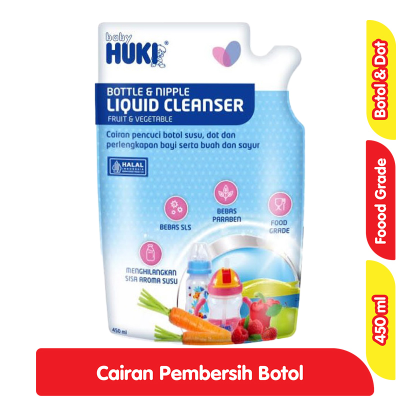 baby
HUKI
BOTTLE & NIPPLE
LIQUID CLEANSER
FRUIT & VEGETABLE
Cairan pencuci botol susu, dot dan
perlengkapan bayi serta buah dan sayur
HALAL
INDONESIA
BEBAS SLS
BEBAS
PARABEN
FOOD
GRADE
MENGHILANGKAN
SISA AROMA SUSU
450 ml
Botol & Dot
Foood Grade
450 ml
Cairan Pembersih Botol